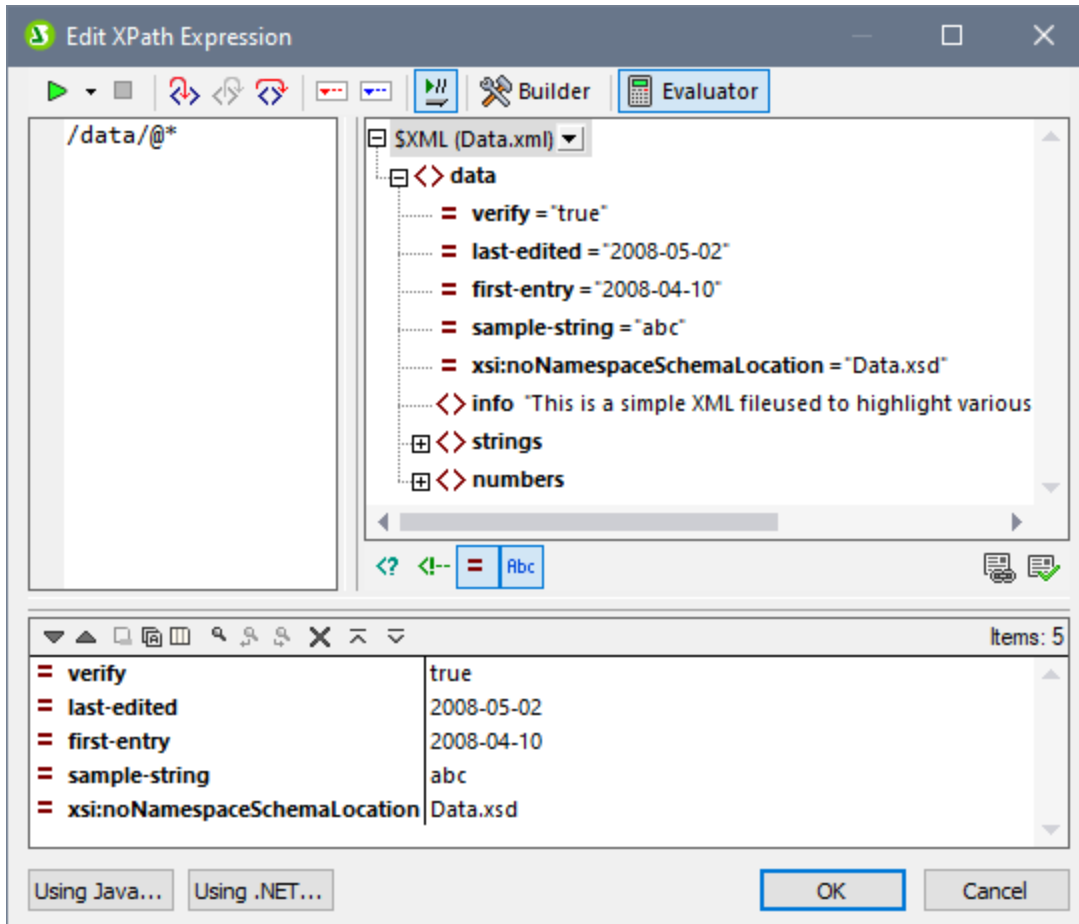 Edit XPath Expression
Builder
Evaluator
/data/@*
$XML (Data.xml)
<> data
= verify ="true"
= last-edited ="2008-05-02"
= first-entry ="2008-04-10"
= sample-string ="abc"
= xsi:noNamespaceSchemaLocation ="Data.xsd"
<> info "This is a simple XML fileused to highlight various
<> strings
<> numbers
<? <!-- = Abc
Items: 5
= verify true
= last-edited 2008-05-02
= first-entry 2008-04-10
= sample-string abc
= xsi:noNamespaceSchemaLocation Data.xsd
Using Java... Using .NET... OK Cancel